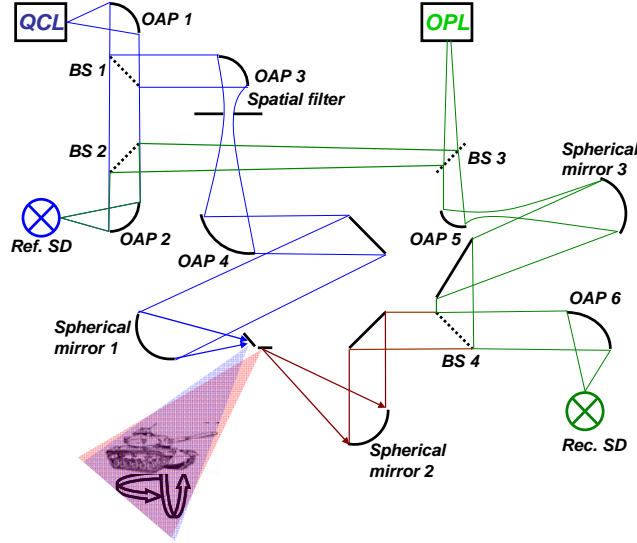 QCL
OAP 1
OPL
BS 1
OAP 3
Spatial filter
BS 2
BS 3
Spherical
mirror 3
Ref. SD
OAP 2
OAP 4
OAP 5
OAP 6
Spherical
mirror 1
BS 4
Spherical
mirror 2
Rec. SD